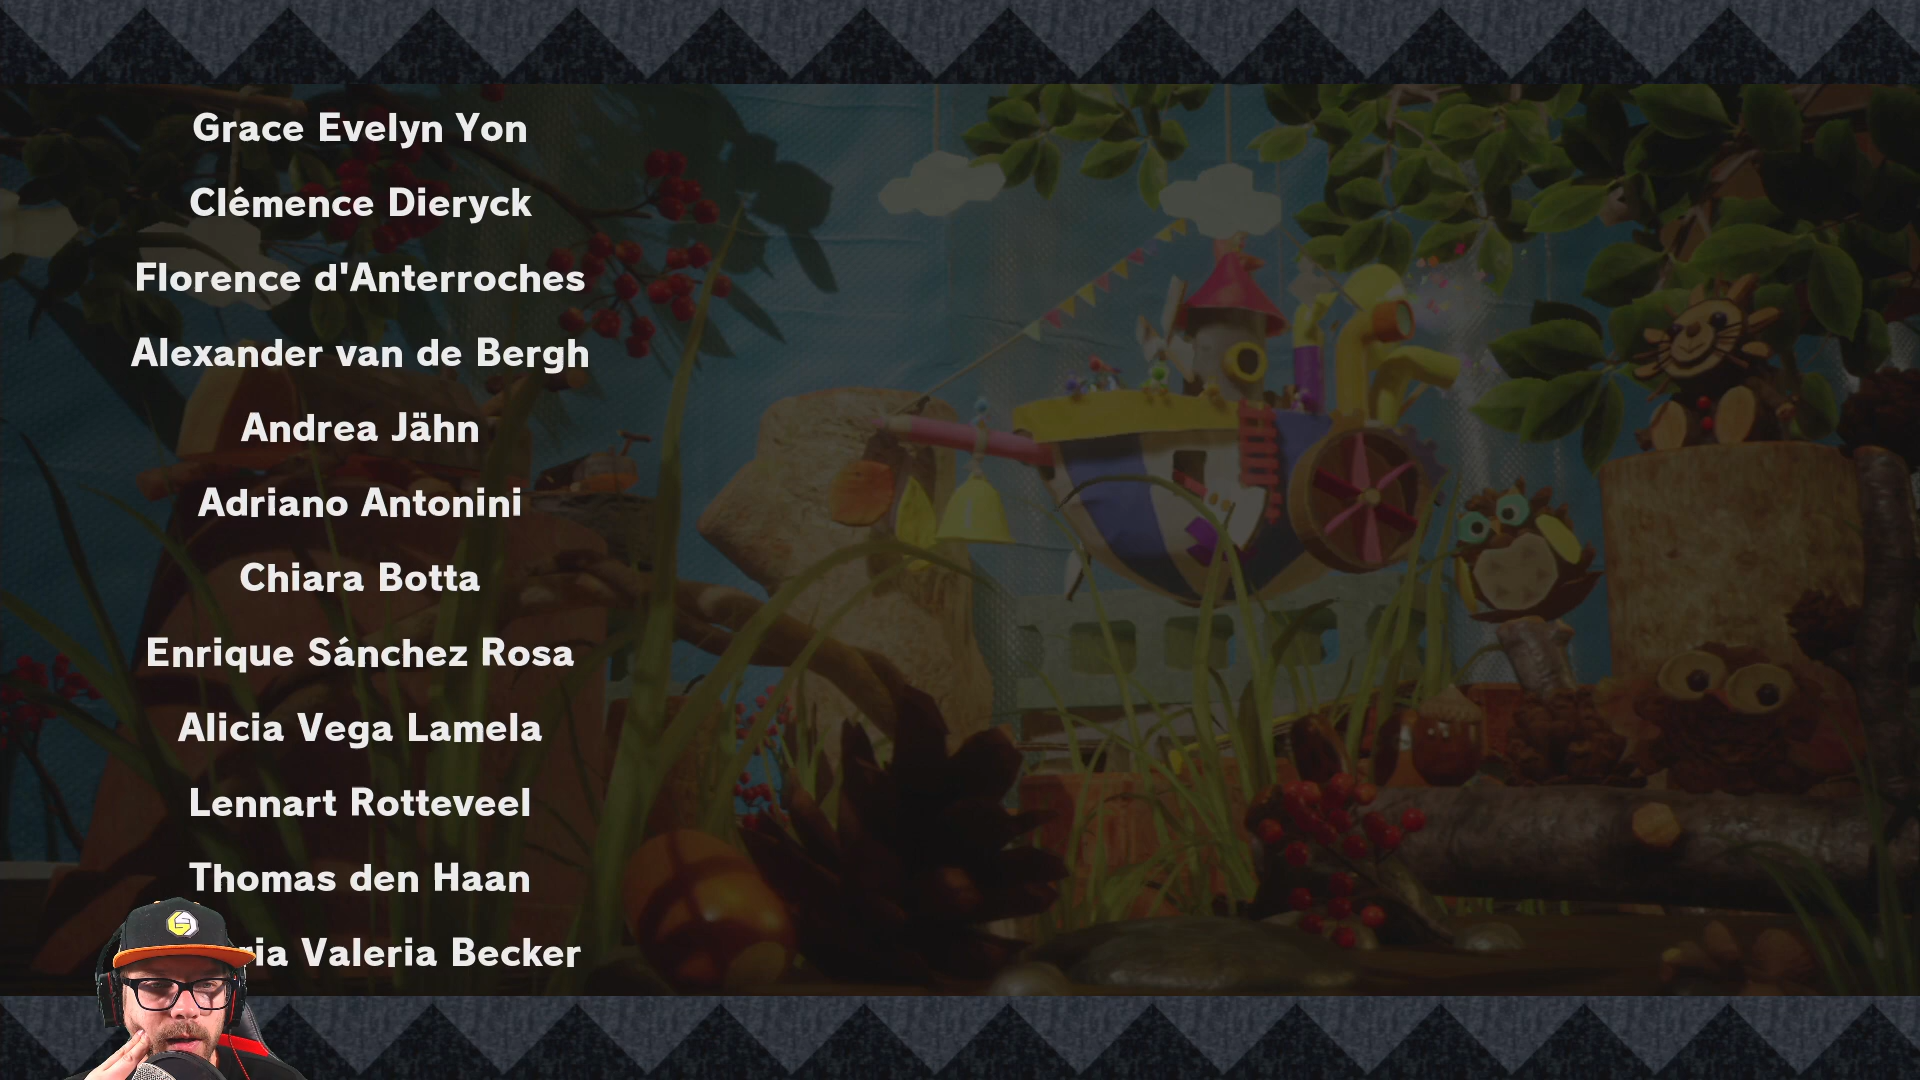 Grace Evelyn Yon
Clémence Dieryck
Florence d'Anterroches
Alexander van de Bergh
Andrea Jähn
Adriano Antonini
Chiara Botta
Enrique Sánchez Rosa
Alicia Vega Lamela
Lennart Rotteveel
Thomas den Haan
Valeria Becker